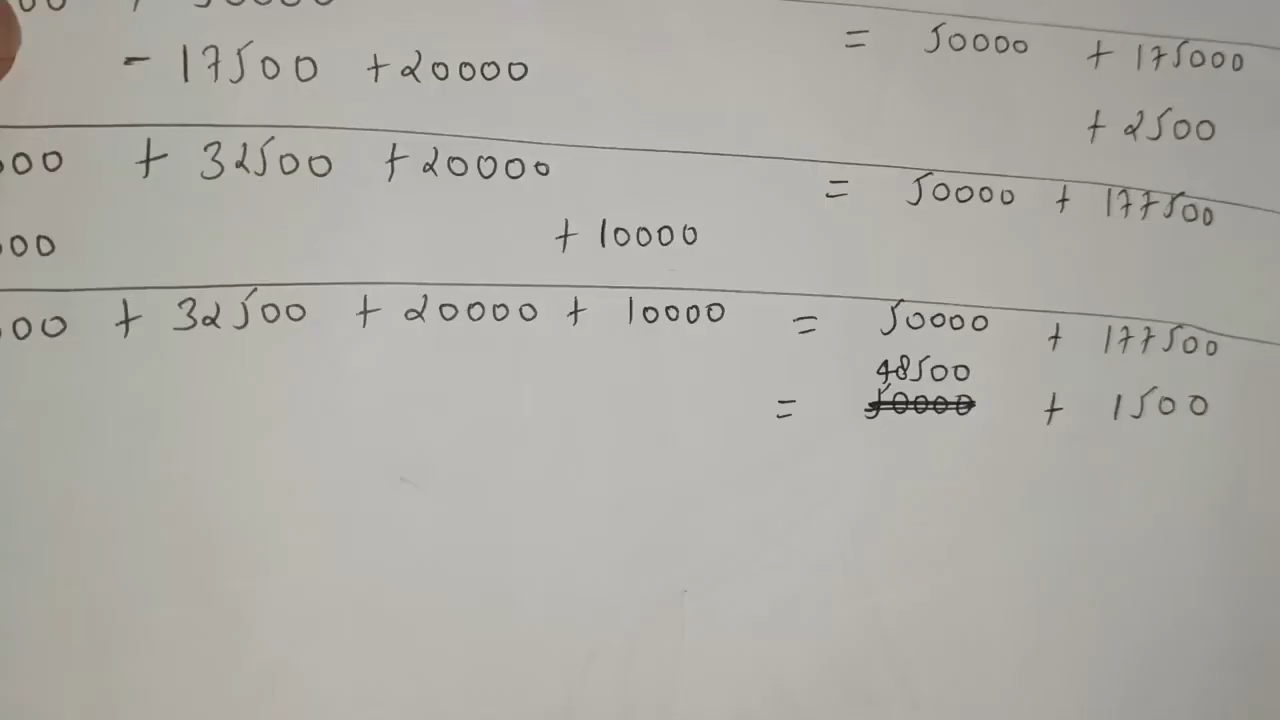 - 17500 + 20000 = 50000 + 175000
+ 2500
00 + 32500 + 20000 = 50000 + 177500
00 + 10000
00 + 32500 + 20000 + 10000 = 50000 + 177500
48500
= 50000 + 1500